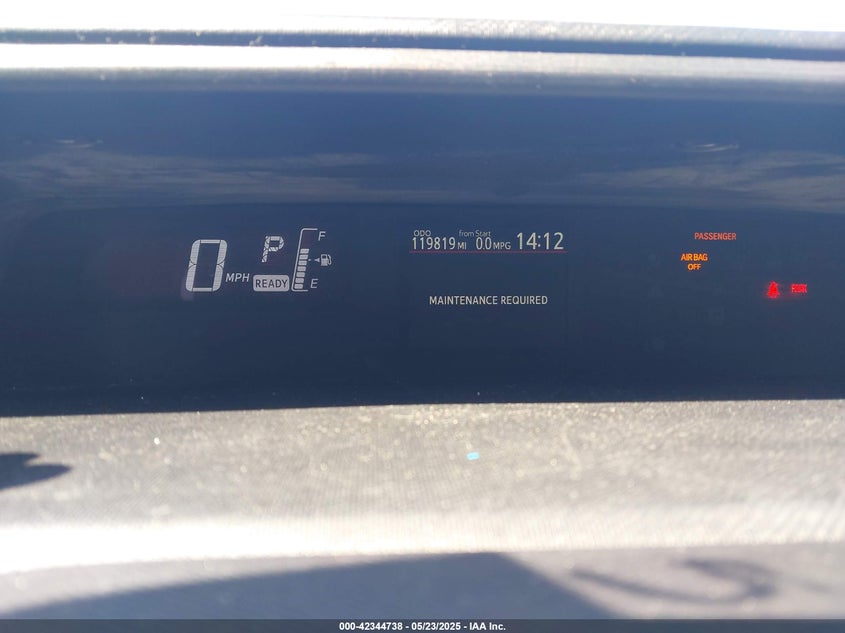 0 MPH
P
READY
F
E
ODO
119819 MI
from Start
0.0 MPG
14:12
MAINTENANCE REQUIRED
PASSENGER
AIR BAG
OFF
000-42344738 - 05/23/2025 - IAA Inc.